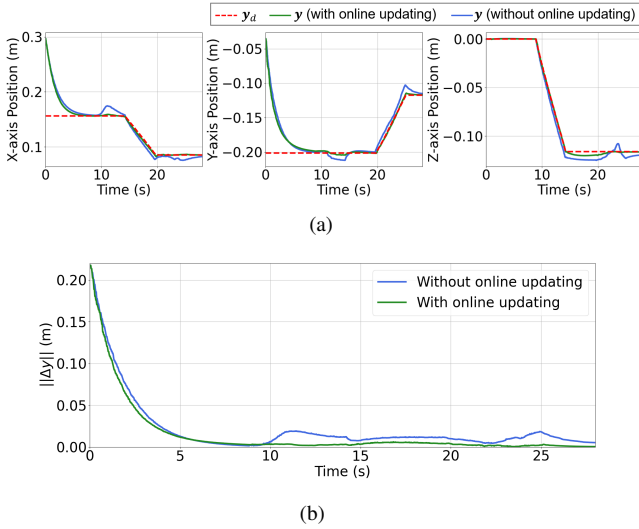 y_d y (with online updating) y (without online updating)
X-axis Position (m)
0.3
0.2
0.1
0 10 20
Time (s)
Y-axis Position (m)
−0.05
−0.10
−0.15
−0.20
0 10 20
Time (s)
Z-axis Position (m)
0.00
−0.05
−0.10
0 10 20
Time (s)
(a)
||Δy|| (m)
0.20
0.15
0.10
0.05
0.00
0 5 10 15 20 25
Time (s)
Without online updating
With online updating
(b)